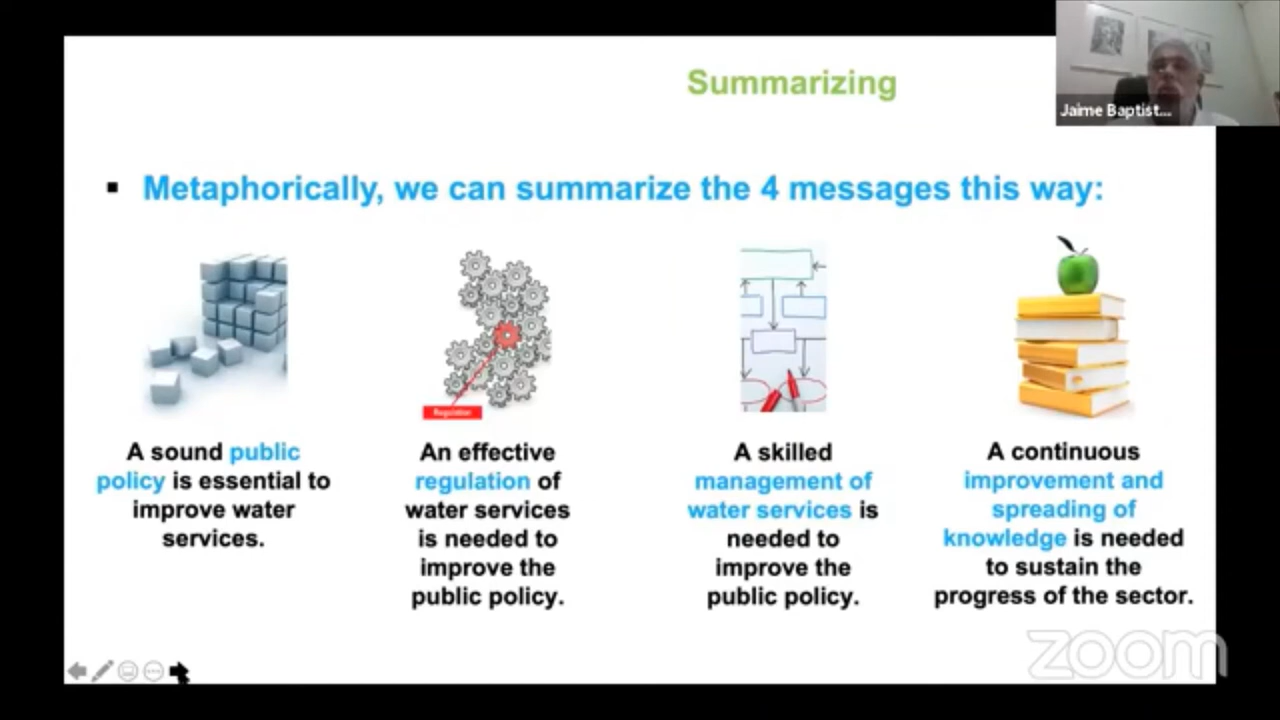 Summarizing
Jaime Baptist...
▪ Metaphorically, we can summarize the 4 messages this way:
Regulation
A sound public
policy is essential to
improve water
services.
An effective
regulation of
water services
is needed to
improve the
public policy.
A skilled
management of
water services is
needed to
improve the
public policy.
A continuous
improvement and
spreading of
knowledge is needed
to sustain the
progress of the sector.
zoom